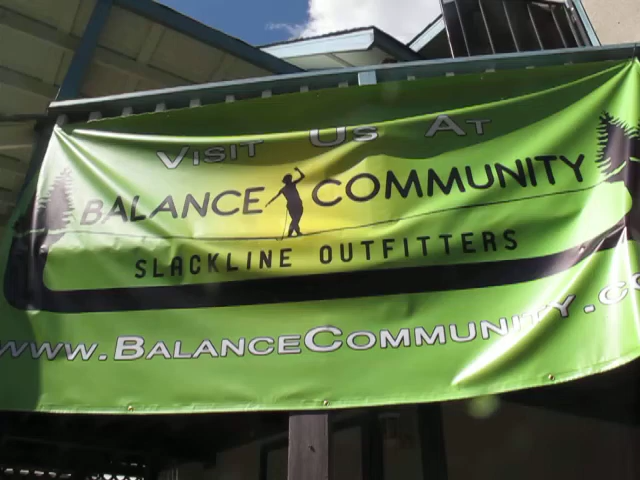 Visit Us At
BALANCE COMMUNITY
SLACKLINE OUTFITTERS
www.BalanceCommunity.co